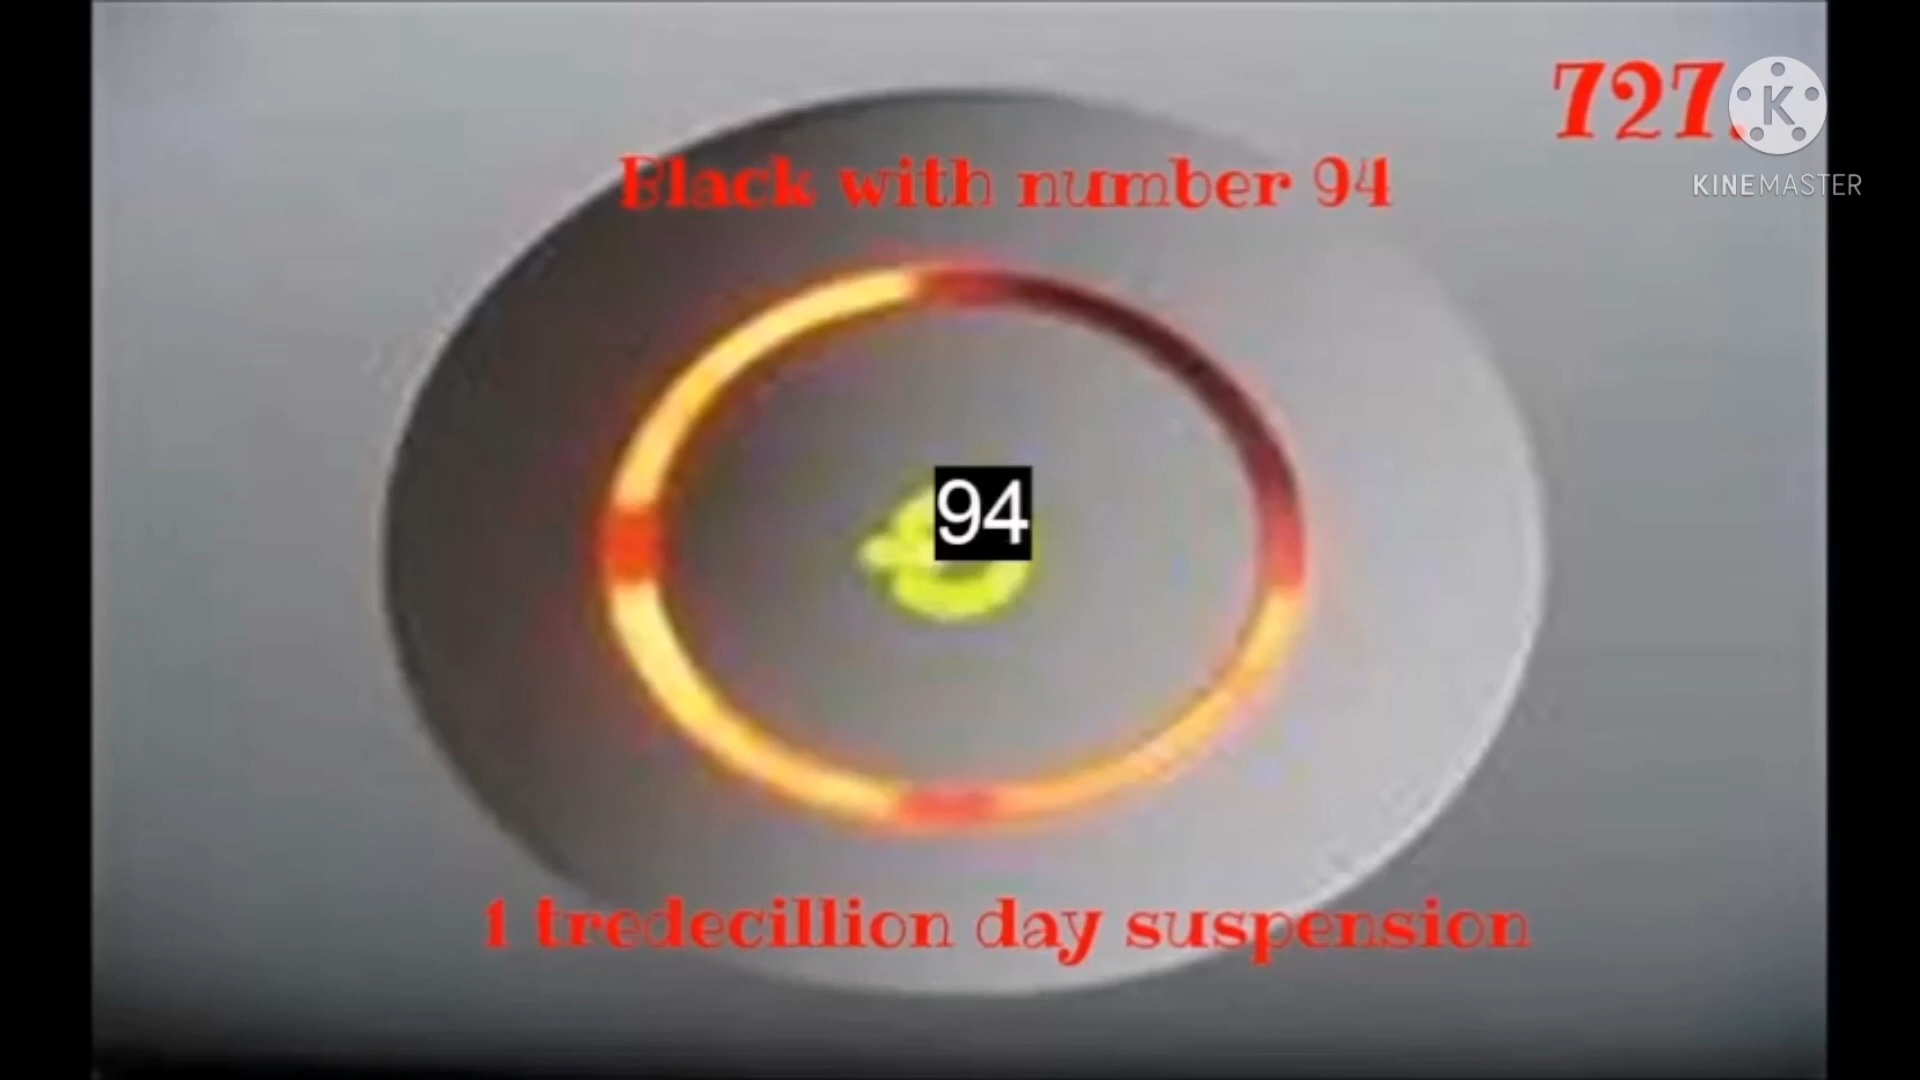 727.
KINEMASTER
Black with number 94
94
1 tredecillion day suspension